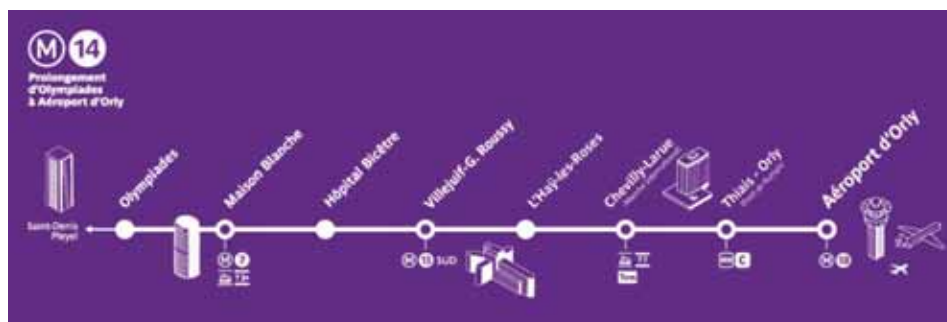 M 14
Prolongement
d'Olympiades
à Aéroport d'Orly
Saint-Denis
Pleyel
Olympiades
Maison Blanche
M 7
Hôpital Bicêtre
Villejuif-G. Roussy
M 15 SUD
L'Haÿ-les-Roses
Chevilly-Larue
Thiais - Orly
C
Aéroport d'Orly
M 18